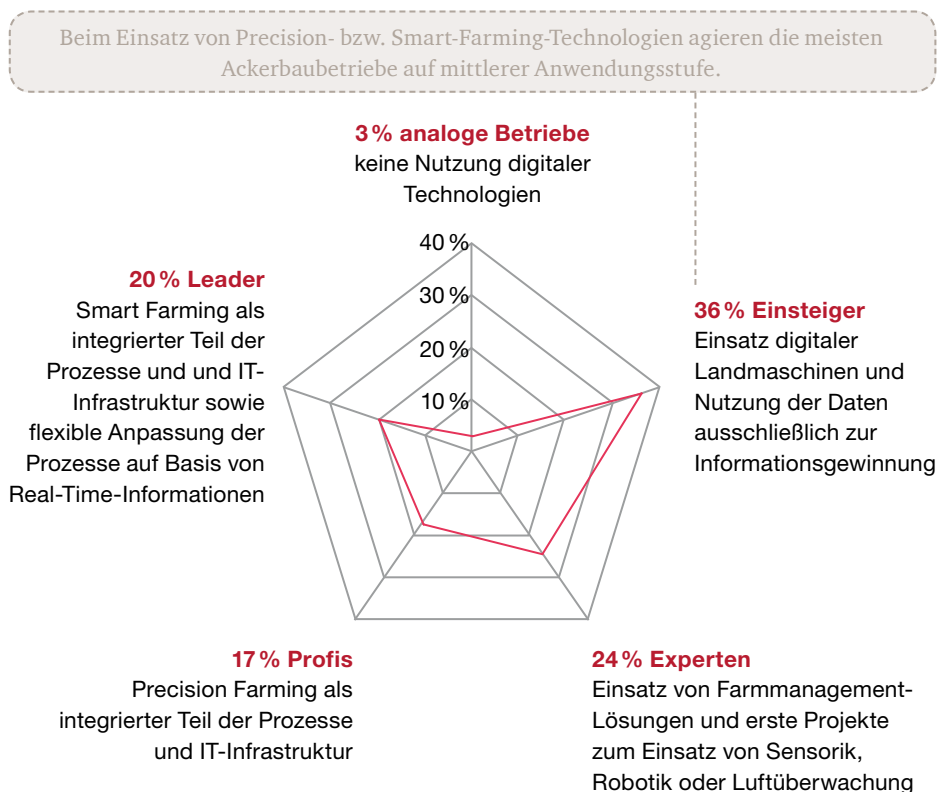 Beim Einsatz von Precision- bzw. Smart-Farming-Technologien agieren die meisten
Ackerbaubetriebe auf mittlerer Anwendungsstufe.
3 % analoge Betriebe
keine Nutzung digitaler
Technologien
40 %
30 %
20 %
10 %
20 % Leader
Smart Farming als
integrierter Teil der
Prozesse und und IT-
Infrastruktur sowie
flexible Anpassung der
Prozesse auf Basis von
Real-Time-Informationen
36 % Einsteiger
Einsatz digitaler
Landmaschinen und
Nutzung der Daten
ausschließlich zur
Informationsgewinnung
17 % Profis
Precision Farming als
integrierter Teil der Prozesse
und IT-Infrastruktur
24 % Experten
Einsatz von Farmmanagement-
Lösungen und erste Projekte
zum Einsatz von Sensorik,
Robotik oder Luftüberwachung